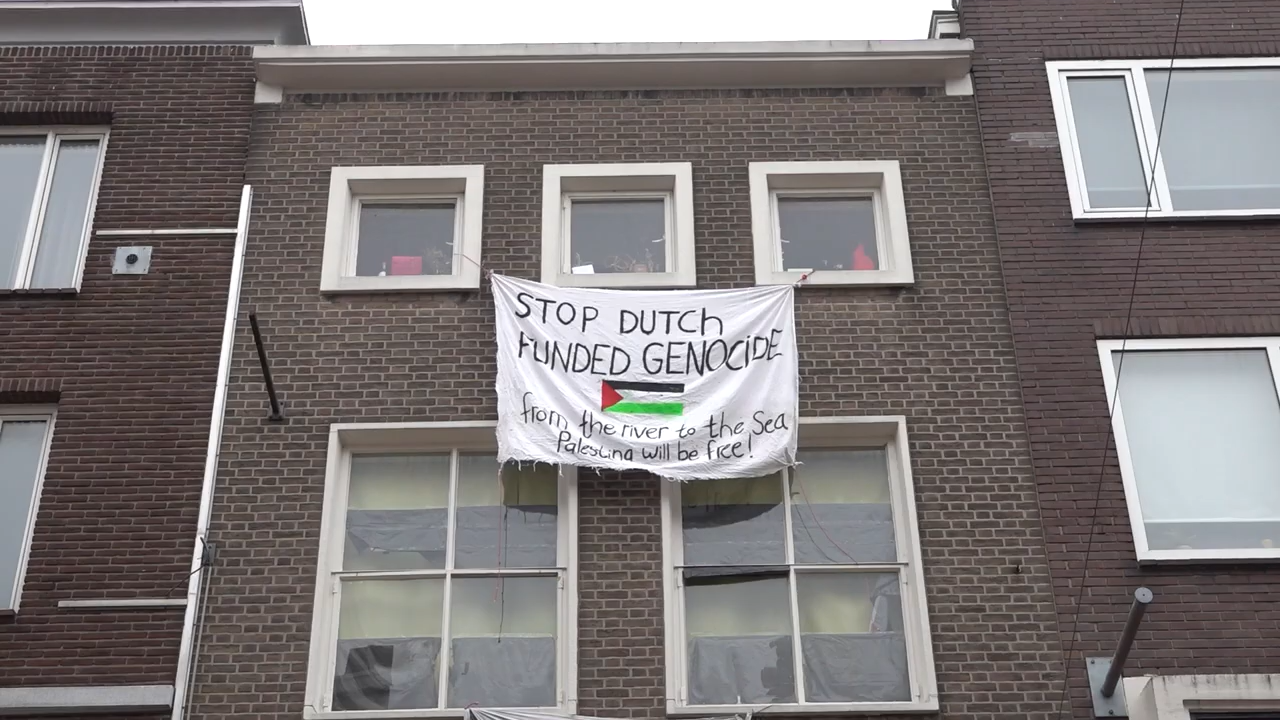 STOP DUTCH
FUNDED GENOCIDE
from the river to the Sea
Palestina will be free!